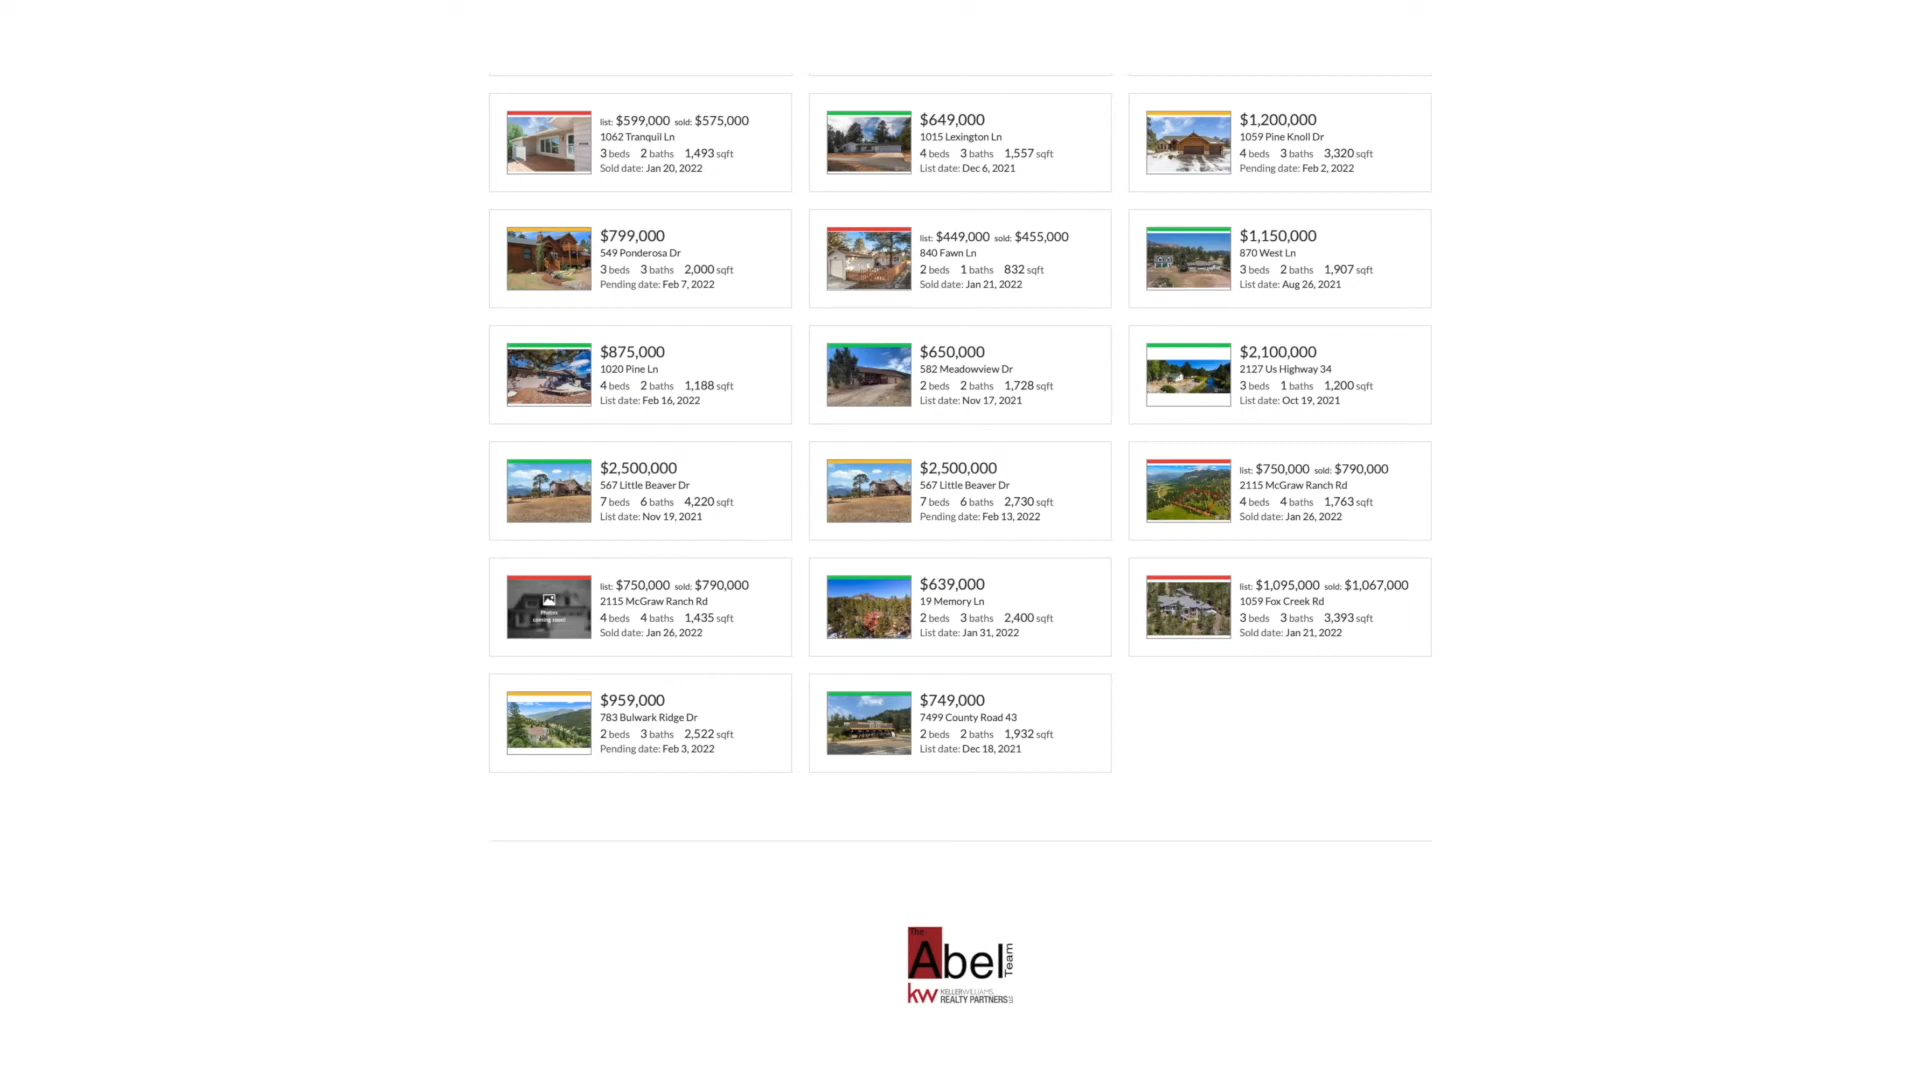 list: $599,000 sold: $575,000
1062 Tranquil Ln
3 beds 2 baths 1,493 sqft
Sold date: Jan 20, 2022
$649,000
1015 Lexington Ln
4 beds 3 baths 1,557 sqft
List date: Dec 6, 2021
$1,200,000
1059 Pine Knoll Dr
4 beds 3 baths 3,320 sqft
Pending date: Feb 2, 2022
$799,000
549 Ponderosa Dr
3 beds 3 baths 2,000 sqft
Pending date: Feb 7, 2022
list: $449,000 sold: $455,000
840 Fawn Ln
2 beds 1 baths 832 sqft
Sold date: Jan 21, 2022
$1,150,000
870 West Ln
3 beds 2 baths 1,907 sqft
List date: Aug 26, 2021
$875,000
1020 Pine Ln
4 beds 2 baths 1,188 sqft
List date: Feb 16, 2022
$650,000
582 Meadowview Dr
2 beds 2 baths 1,728 sqft
List date: Nov 17, 2021
$2,100,000
2127 Us Highway 34
3 beds 1 baths 1,200 sqft
List date: Oct 19, 2021
$2,500,000
567 Little Beaver Dr
7 beds 6 baths 4,220 sqft
List date: Nov 19, 2021
$2,500,000
567 Little Beaver Dr
7 beds 6 baths 2,730 sqft
Pending date: Feb 13, 2022
list: $750,000 sold: $790,000
2115 McGraw Ranch Rd
4 beds 4 baths 1,763 sqft
Sold date: Jan 26, 2022
Photos
coming soon!
list: $750,000 sold: $790,000
2115 McGraw Ranch Rd
4 beds 4 baths 1,435 sqft
Sold date: Jan 26, 2022
$639,000
19 Memory Ln
2 beds 3 baths 2,400 sqft
List date: Jan 31, 2022
list: $1,095,000 sold: $1,067,000
1059 Fox Creek Rd
3 beds 3 baths 3,393 sqft
Sold date: Jan 21, 2022
$959,000
783 Bulwark Ridge Dr
2 beds 3 baths 2,522 sqft
Pending date: Feb 3, 2022
$749,000
7499 County Road 43
2 beds 2 baths 1,932 sqft
List date: Dec 18, 2021
The
Abel Team
kw KELLERWILLIAMS.
REALTY PARTNERS